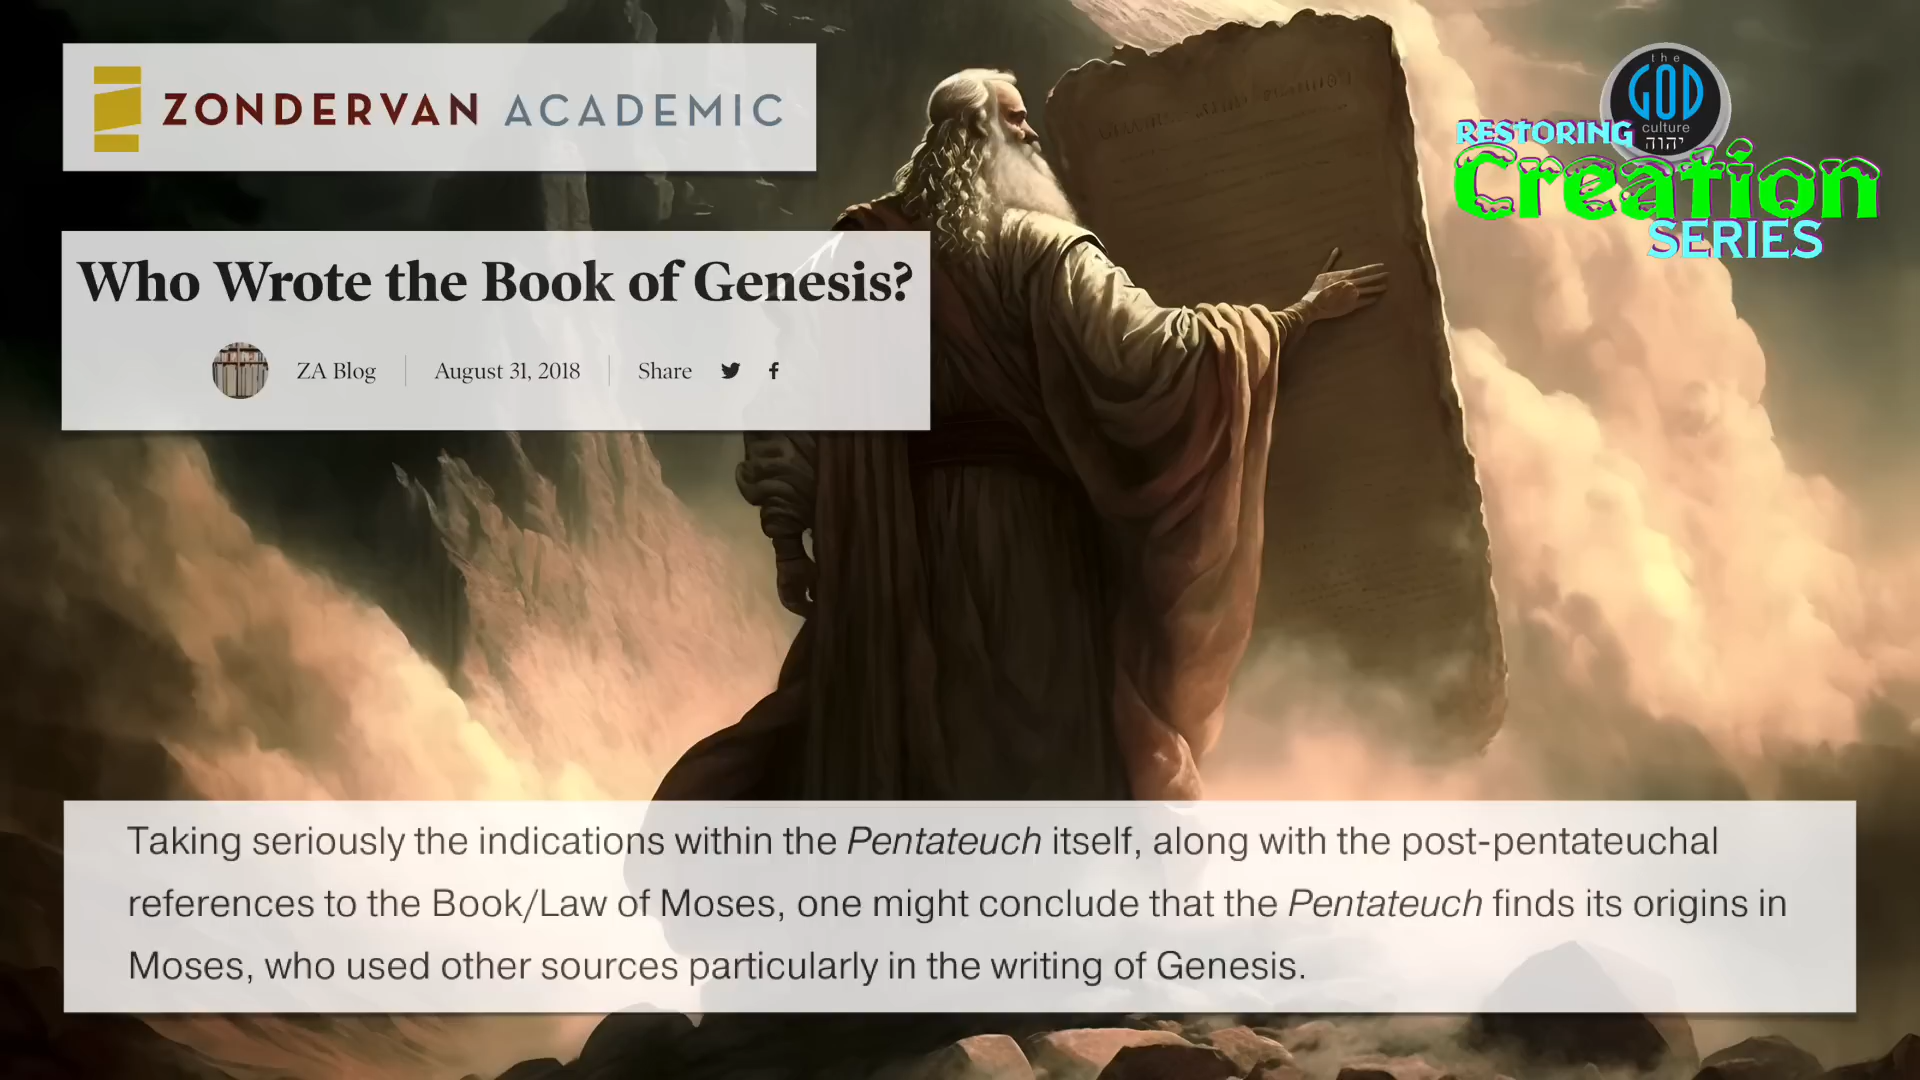 ZONDERVAN ACADEMIC
the
GOD
culture
יהוה
RESTORING
Creation
SERIES
Who Wrote the Book of Genesis?
ZA Blog | August 31, 2018 | Share
Taking seriously the indications within the Pentateuch itself, along with the post-pentateuchal
references to the Book/Law of Moses, one might conclude that the Pentateuch finds its origins in
Moses, who used other sources particularly in the writing of Genesis.